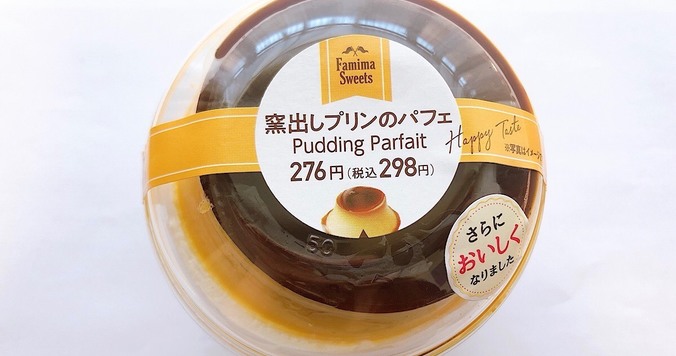 Famima
Sweets
窯出しプリンのパフェ
Pudding Parfait
Happy Taste
276円(税込298円)
※写真はイメージ
さらに
おいしく
なりました
50